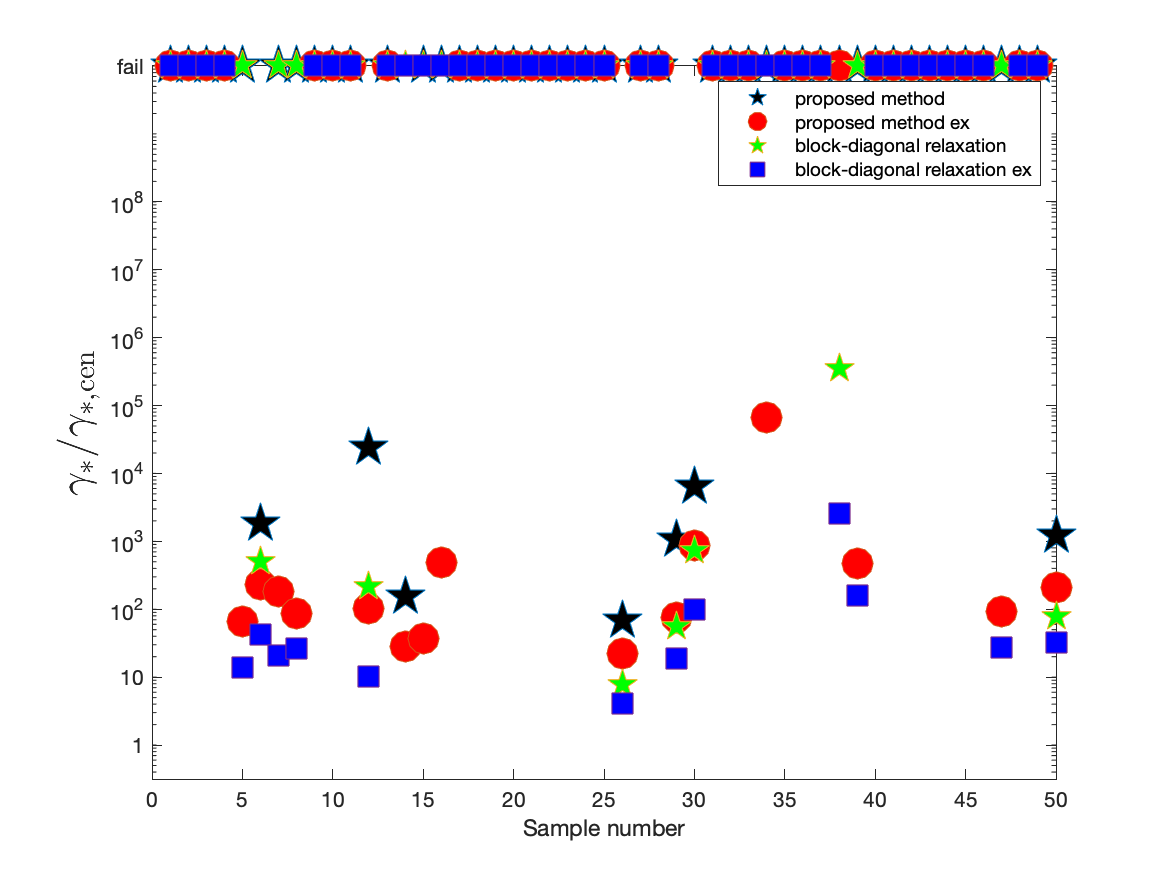 fail
proposed method
proposed method ex
block-diagonal relaxation
block-diagonal relaxation ex
10^8
10^7
10^6
10^5
10^4
10^3
10^2
10
1
γ∗/γ∗,cen
0 5 10 15 20 25 30 35 40 45 50
Sample number